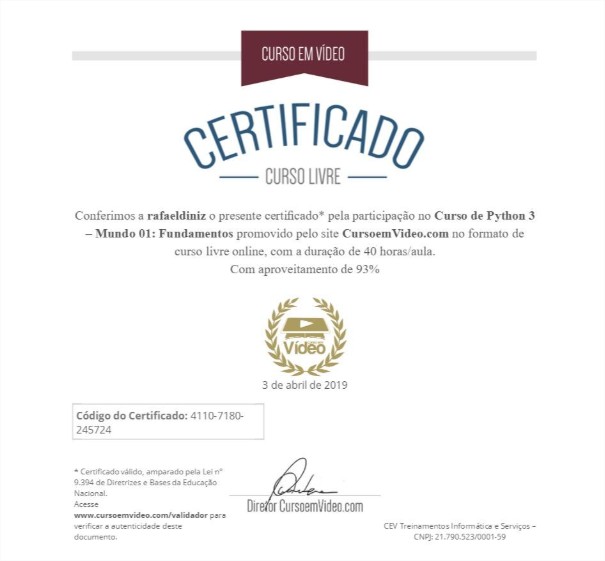 CURSO EM VÍDEO
CERTIFICADO
CURSO LIVRE
Conferimos a rafaeldiniz o presente certificado* pela participação no Curso de Python 3
– Mundo 01: Fundamentos promovido pelo site CursoemVideo.com no formato de
curso livre online, com a duração de 40 horas/aula.
Com aproveitamento de 93%
Vídeo
3 de abril de 2019
Código do Certificado: 4110-7180-
245724
* Certificado válido, amparado pela Lei nº
9.394 de Diretrizes e Bases da Educação
Nacional.
Acesse
www.cursoemvideo.com/validador para
verificar a autenticidade deste
documento.
Diretor CursoemVideo.com
CEV Treinamentos Informática e Serviços –
CNPJ: 21.790.523/0001-59